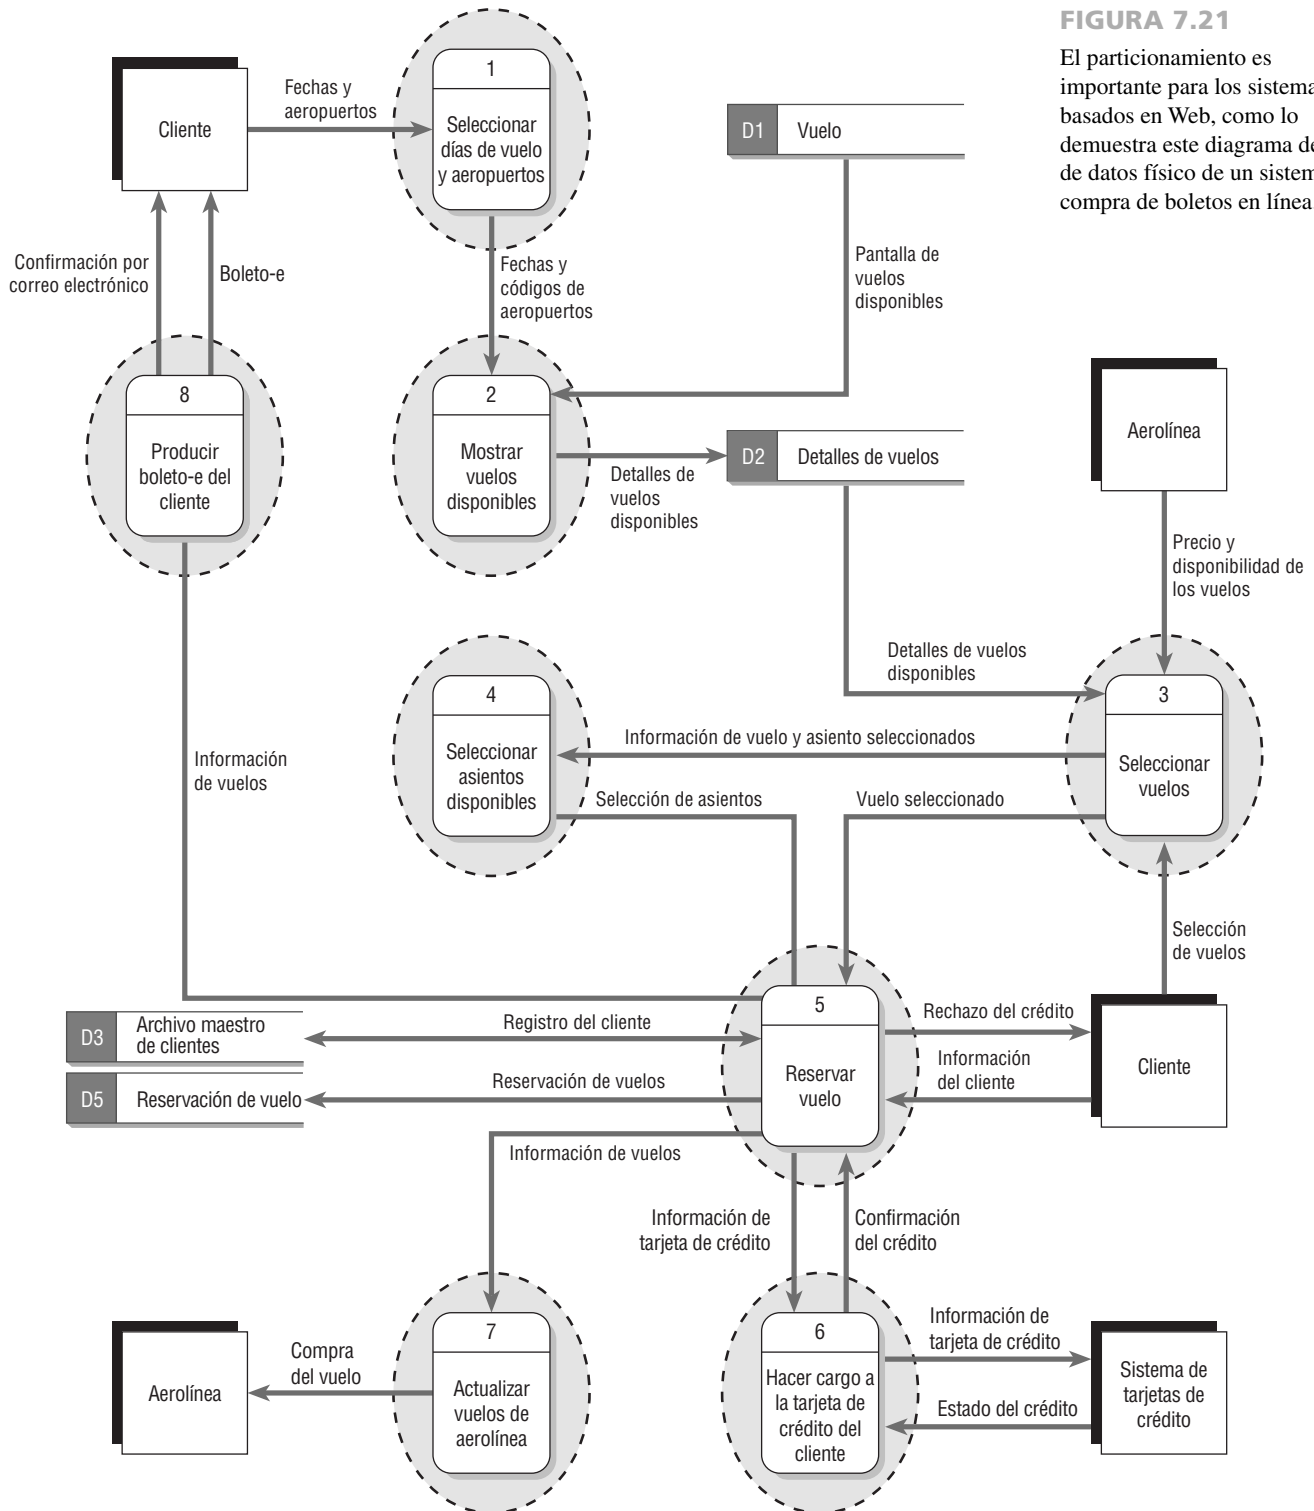 FIGURA 7.21
El particionamiento es
importante para los sistema
basados en Web, como lo
demuestra este diagrama de
de datos físico de un sistem
compra de boletos en línea
Cliente
Fechas y
aeropuertos
1
Seleccionar
días de vuelo
y aeropuertos
D1
Vuelo
Confirmación por
correo electrónico
Boleto-e
Fechas y
códigos de
aeropuertos
Pantalla de
vuelos
disponibles
8
Producir
boleto-e del
cliente
2
Mostrar
vuelos
disponibles
Detalles de
vuelos
disponibles
D2
Detalles de vuelos
Aerolínea
Precio y
disponibilidad de
los vuelos
Detalles de vuelos
disponibles
4
Seleccionar
asientos
disponibles
Información de vuelo y asiento seleccionados
3
Seleccionar
vuelos
Información
de vuelos
Selección de asientos
Vuelo seleccionado
Selección
de vuelos
D3
Archivo maestro
de clientes
Registro del cliente
5
Reservar
vuelo
Rechazo del crédito
Información
del cliente
Cliente
D5
Reservación de vuelo
Reservación de vuelos
Información de vuelos
Información de
tarjeta de crédito
Confirmación
del crédito
Aerolínea
Compra
del vuelo
7
Actualizar
vuelos de
aerolínea
6
Hacer cargo a
la tarjeta de
crédito del
cliente
Información de
tarjeta de crédito
Estado del crédito
Sistema de
tarjetas de
crédito